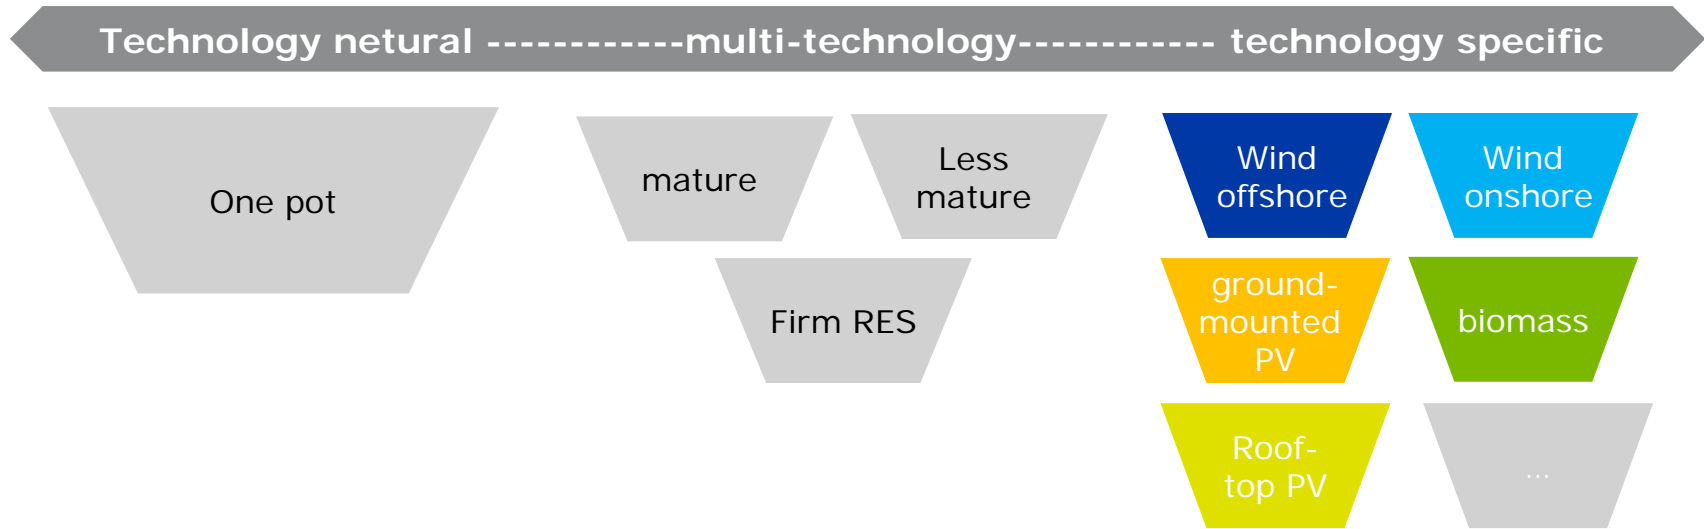 Technology netural ------------multi-technology------------ technology specific
One pot
mature
Less
mature
Firm RES
Wind
offshore
Wind
onshore
ground-
mounted
PV
biomass
Roof-
top PV
...